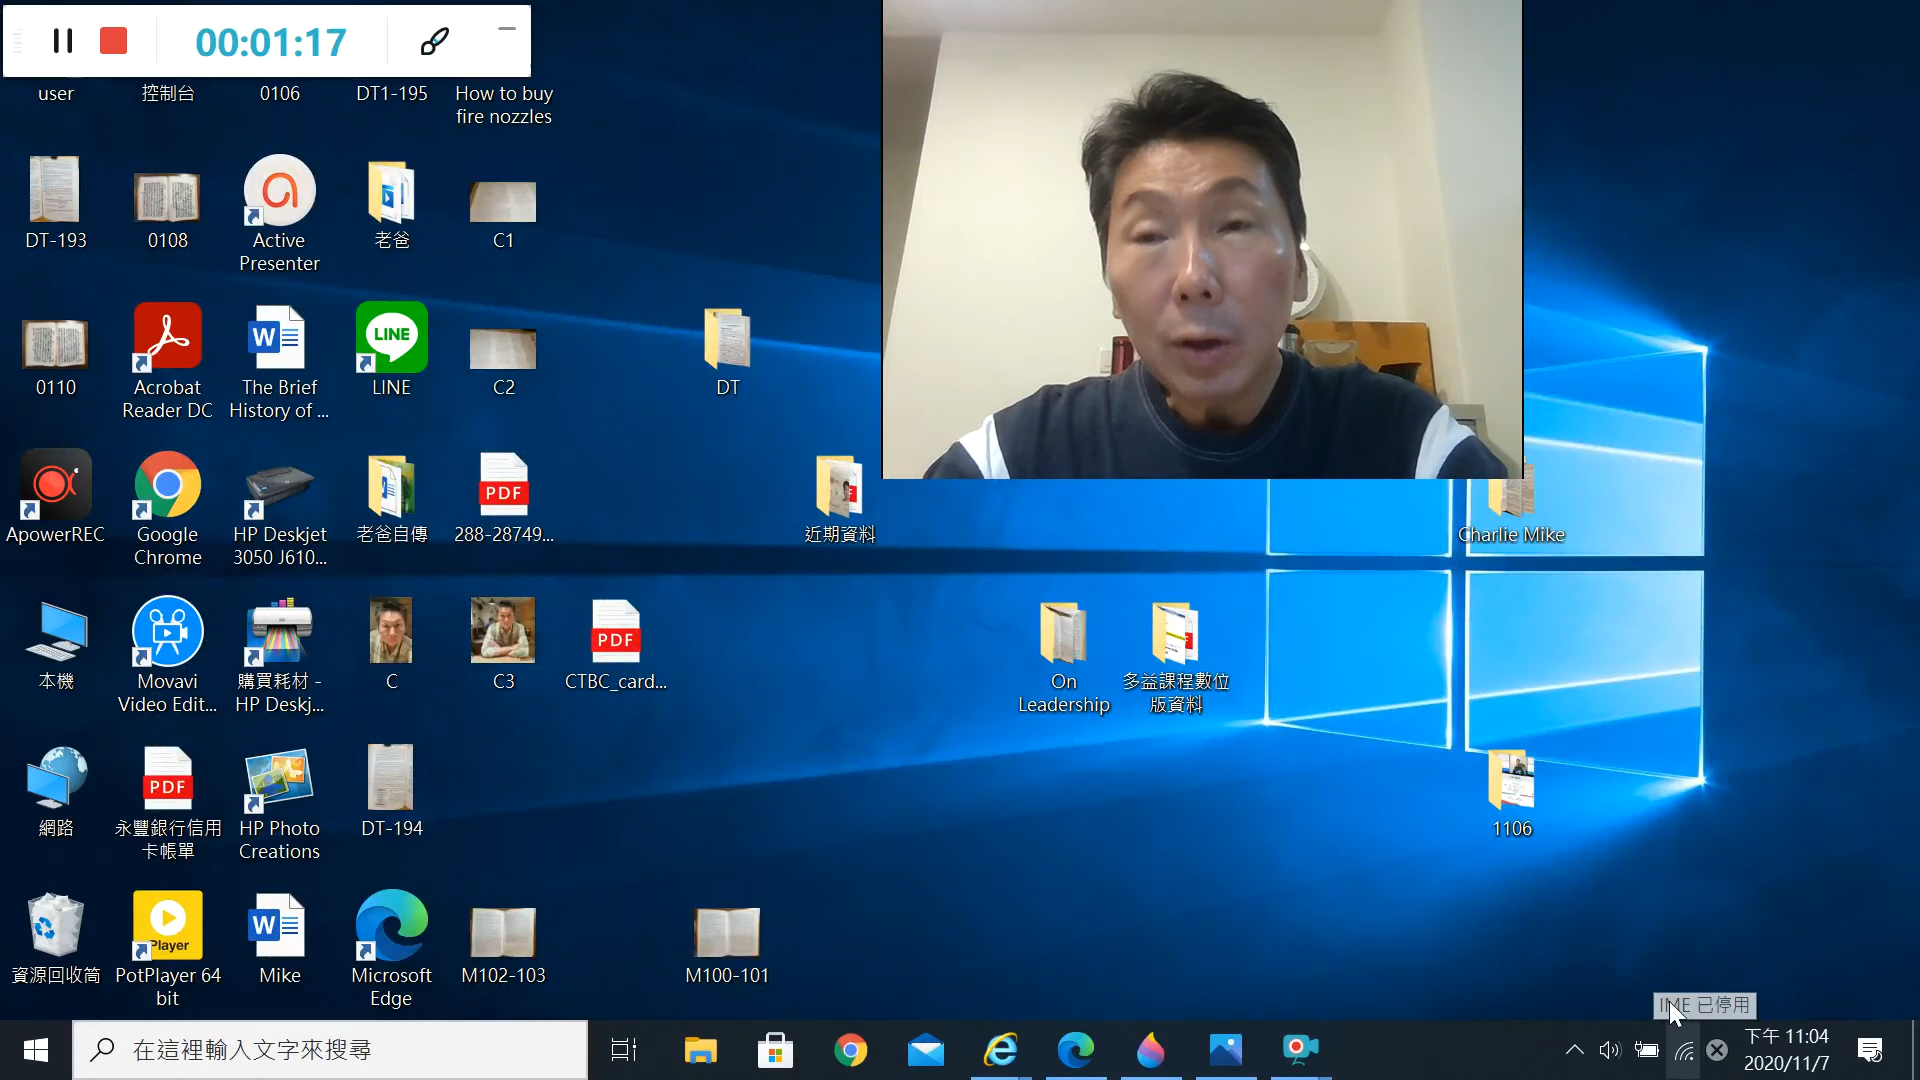 00:01:17
user
控制台
0106
DT1-195
How to buy
fire nozzles
DT-193
0108
Active
Presenter
老爸
C1
0110
Acrobat
Reader DC
The Brief
History of ...
LINE
LINE
C2
DT
ApowerREC
Google
Chrome
HP Deskjet
3050 J610...
老爸自傳
PDF
288-28749...
近期資料
Charlie Mike
本機
Movavi
Video Edit...
購買耗材 -
HP Deskj...
C
C3
PDF
CTBC_card...
On
Leadership
多益課程數位
版資料
網路
PDF
永豐銀行信用
卡帳單
HP Photo
Creations
DT-194
1106
資源回收筒
Player
PotPlayer 64
bit
Mike
Microsoft
Edge
M102-103
M100-101
IME 已停用
在這裡輸入文字來搜尋
下午 11:04
2020/11/7